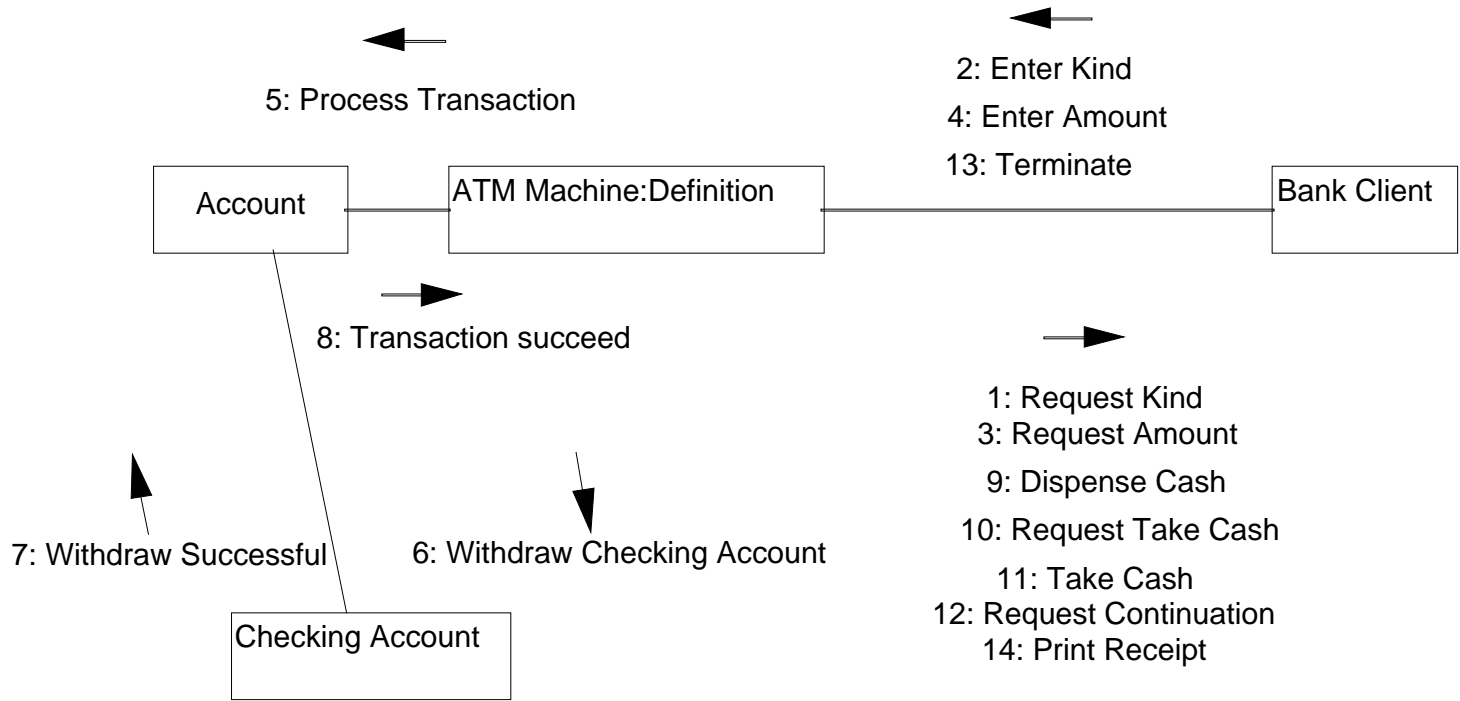 2: Enter Kind
5: Process Transaction
4: Enter Amount
13: Terminate
Account
ATM Machine:Definition
Bank Client
8: Transaction succeed
1: Request Kind
3: Request Amount
9: Dispense Cash
10: Request Take Cash
7: Withdraw Successful
6: Withdraw Checking Account
11: Take Cash
12: Request Continuation
Checking Account
14: Print Receipt